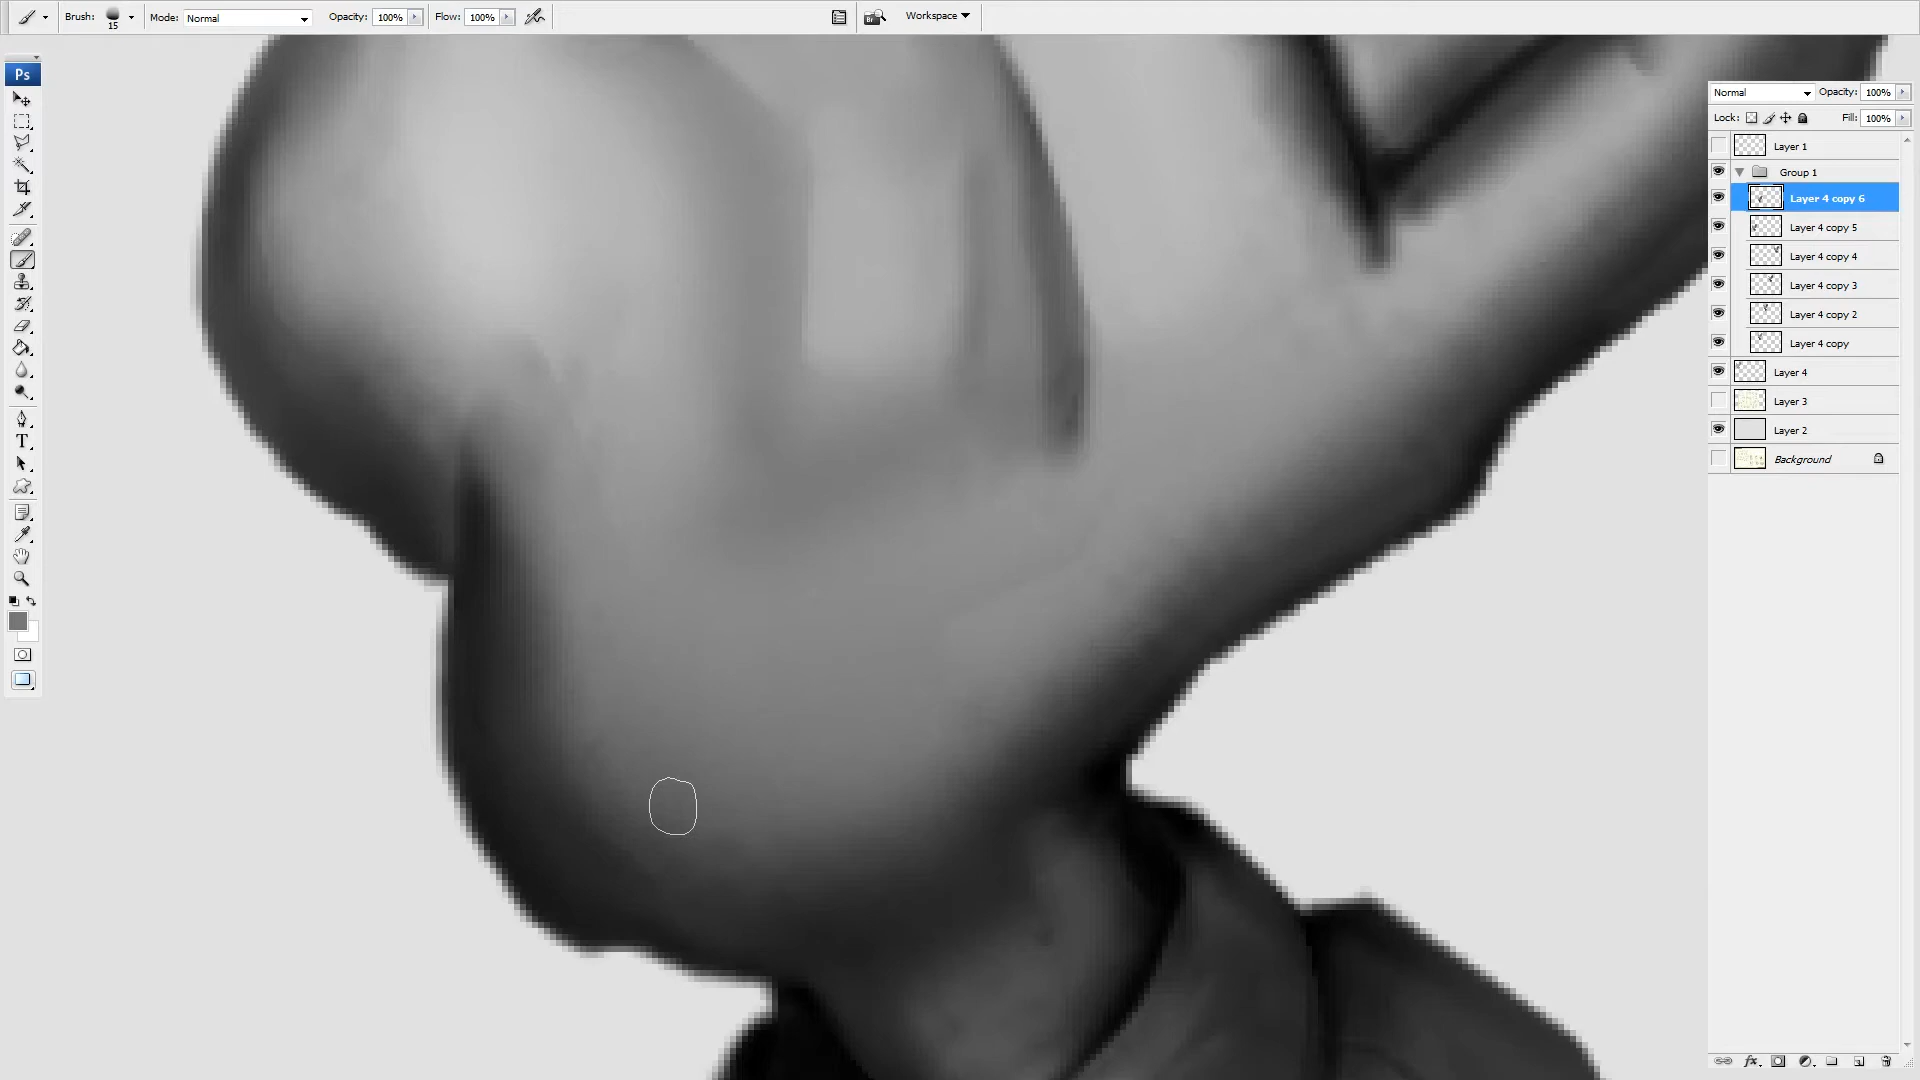 Brush: 15 Mode: Normal Opacity: 100% Flow: 100% Br Workspace
Ps
T
Normal Opacity: 100%
Lock: Fill: 100%
Layer 1
Group 1
Layer 4 copy 6
Layer 4 copy 5
Layer 4 copy 4
Layer 4 copy 3
Layer 4 copy 2
Layer 4 copy
Layer 4
Layer 3
Layer 2
Background
fx